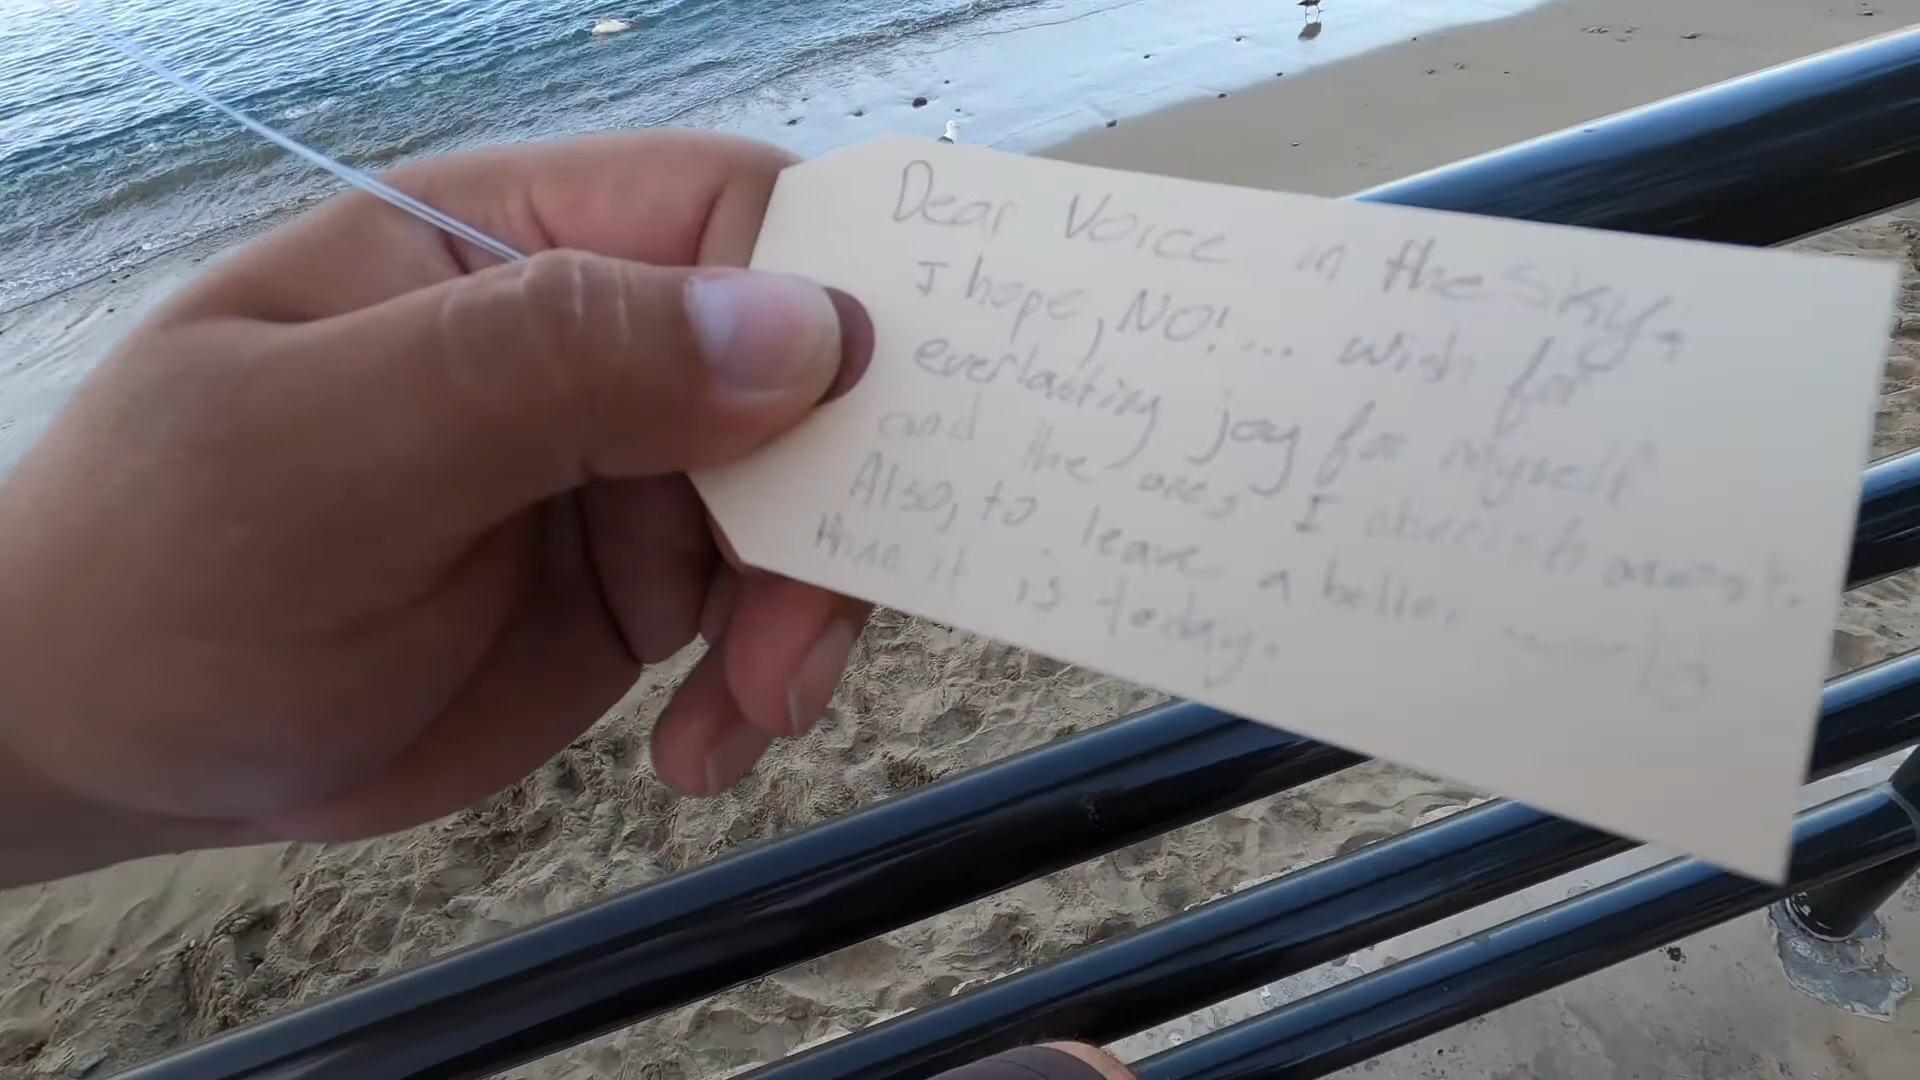 Dear Voice in the Sky,
I hope, NO!... wish for
everlasting joy for myself
and the ones I cherish most.
Also, to leave a better world
than it is today.